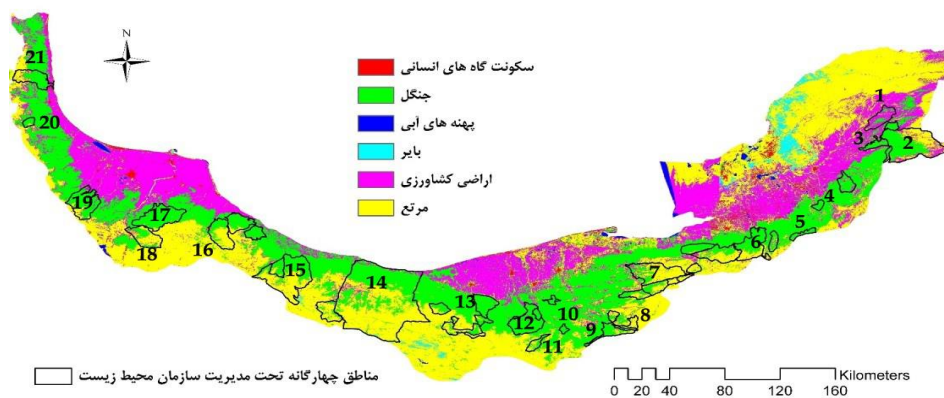 N
سکونت گاه های انسانی
جنگل
پهنه های آبی
بایر
اراضی کشاورزی
مرتع
21
20
19
18
17
16
15
14
13
12
11
10
9
8
7
6
5
4
3
2
1
مناطق چهارگانه تحت مدیریت سازمان محیط زیست
0 20 40 80 120 160 Kilometers